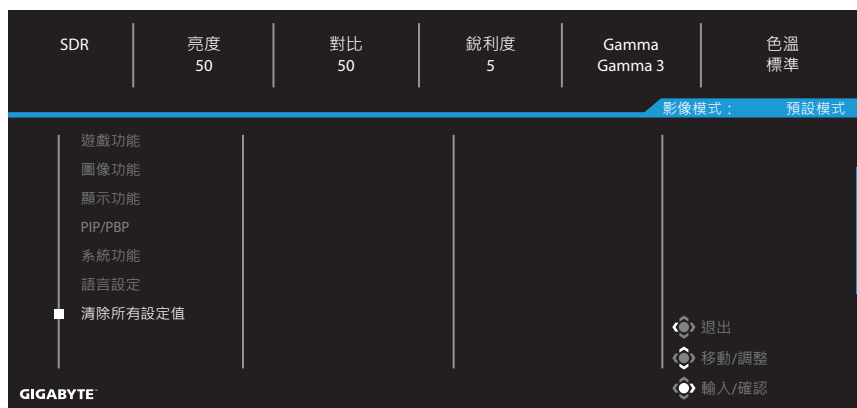 SDR 亮度 對比 銳利度 Gamma 色溫
50 50 5 Gamma 3 標準
影像模式： 預設模式
遊戲功能
圖像功能
顯示功能
PIP/PBP
系統功能
語言設定
清除所有設定值
退出
移動/調整
輸入/確認
GIGABYTE™